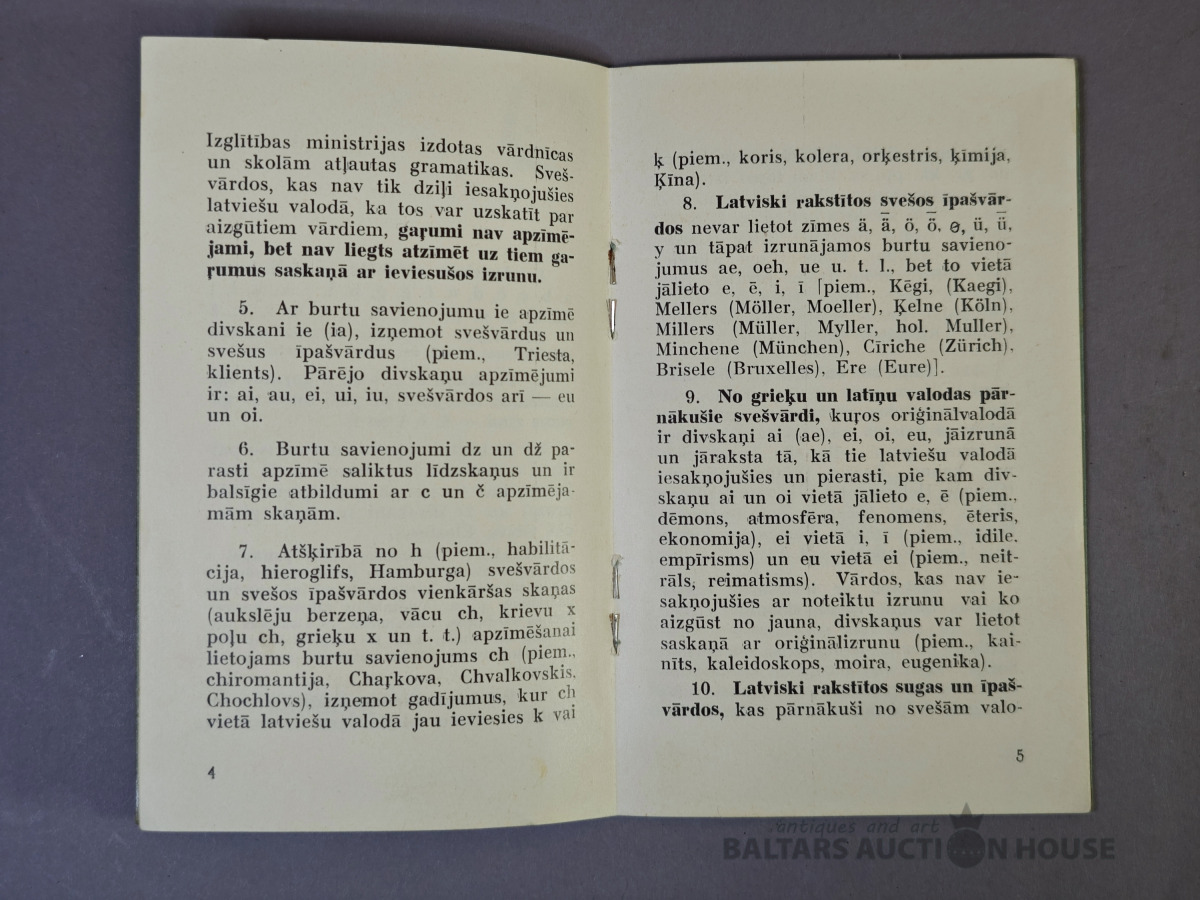 Izglītības ministrijas izdotas vārdnīcas
un skolām atļautas gramatikas. Sveš-
vārdos, kas nav tik dziļi iesakņojušies
latviešu valodā, ka tos var uzskatīt par
aizgūtiem vārdiem, gaŗumi nav apzīmē-
jami, bet nav liegts atzīmēt uz tiem ga-
ŗumus saskaņā ar ieviesušos izrunu.
5. Ar burtu savienojumu ie apzīmē
divskani ie (ia), izņemot svešvārdus un
svešus īpašvārdus (piem., Triesta,
klients). Pārējo divskaņu apzīmējumi
ir: ai, au, ei, ui, iu, svešvārdos arī — eu
un oi.
6. Burtu savienojumi dz un dž pa-
rasti apzīmē saliktus līdzskaņus un ir
balsīgie atbildumi ar c un č apzīmēja-
mām skaņām.
7. Atšķirībā no h (piem., habilitā-
cija, hieroglifs, Hamburga) svešvārdos
un svešos īpašvārdos vienkāršas skaņas
(aukslēju berzeņa, vācu ch, krievu x
poļu ch, grieķu x un t. t.) apzīmēšanai
lietojams burtu savienojums ch (piem.,
chiromantija, Chaŗkova, Chvalkovskis,
Chochlovs), izņemot gadījumus, kur ch
vietā latviešu valodā jau ieviesies k vai
4
ķ (piem., koris, kolera, orķestris, ķīmija,
Ķīna).
8. Latviski rakstītos svešos īpašvār-
dos nevar lietot zīmes ä, ǟ, ö, ȫ, ɵ, ü, ǖ,
y un tāpat izrunājamos burtu savieno-
jumus ae, oeh, ue u. t. l., bet to vietā
jālieto e, ē, i, ī [piem., Kēgi, (Kaegi),
Mellers (Möller, Moeller), Ķelne (Köln),
Millers (Müller, Myller, hol. Muller),
Minchene (München), Cīriche (Zürich),
Brisele (Bruxelles), Ere (Eure)].
9. No grieķu un latīņu valodas pār-
nākušie svešvārdi, kuŗos oriģinālvalodā
ir divskaņi ai (ae), ei, oi, eu, jāizrunā
un jāraksta tā, kā tie latviešu valodā
iesakņojušies un pierasti, pie kam div-
skaņu ai un oi vietā jālieto e, ē (piem.,
dēmons, atmosfēra, fenomens, ēteris,
ekonomija), ei vietā i, ī (piem., idile.
empīrisms) un eu vietā ei (piem., neit-
rāls, reimatisms). Vārdos, kas nav ie-
sakņojušies ar noteiktu izrunu vai ko
aizgūst no jauna, divskaņus var lietot
saskaņā ar oriģinālizrunu (piem., kai-
nīts, kaleidoskops, moira, eugenika).
10. Latviski rakstītos sugas un īpaš-
vārdos, kas pārnākuši no svešām valo-
5
antiques and art
BALTARS AUCTION HOUSE